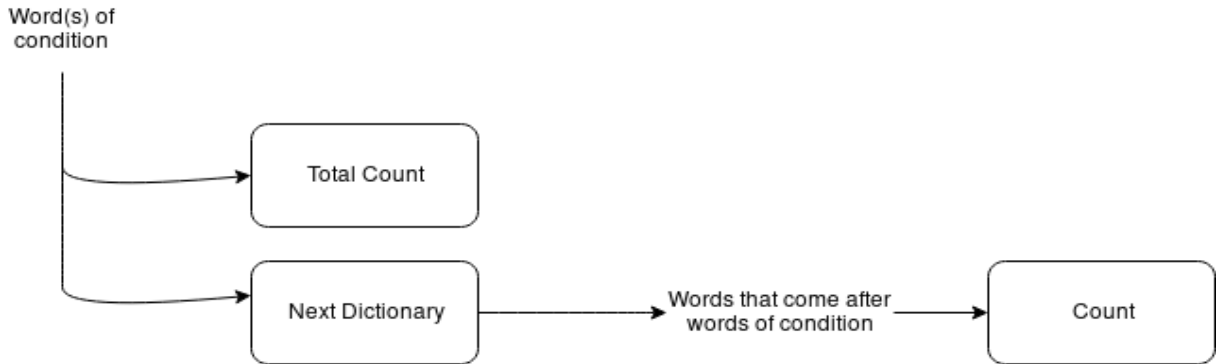 Word(s) of
condition
Total Count
Next Dictionary
Words that come after
words of condition
Count